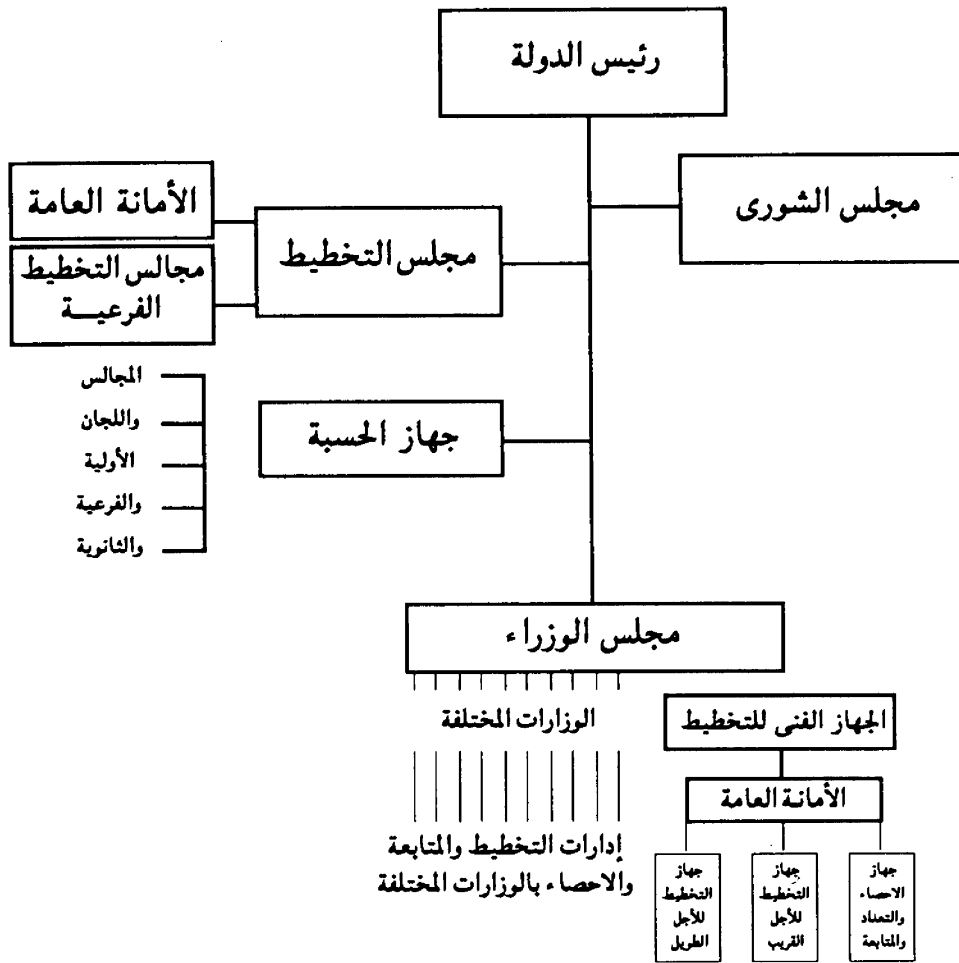 رئيس الدولة
مجلس الشورى
الأمانة العامة
مجلس التخطيط
مجالس التخطيط
الفرعيـــة
المجالس
واللجان
الأولية
والفرعية
والثانوية
جهاز الحسبة
مجلس الوزراء
الوزارات المختلفة
الجهاز الفنى للتخطيط
الأمانة العامة
إدارات التخطيط والمتابعة
والاحصاء بالوزارات المختلفة
جهاز
الاحصاء
والتعداد
والمتابعة
جهاز
التخطيط
للأجل
القريب
جهاز
التخطيط
للأجل
الطويل